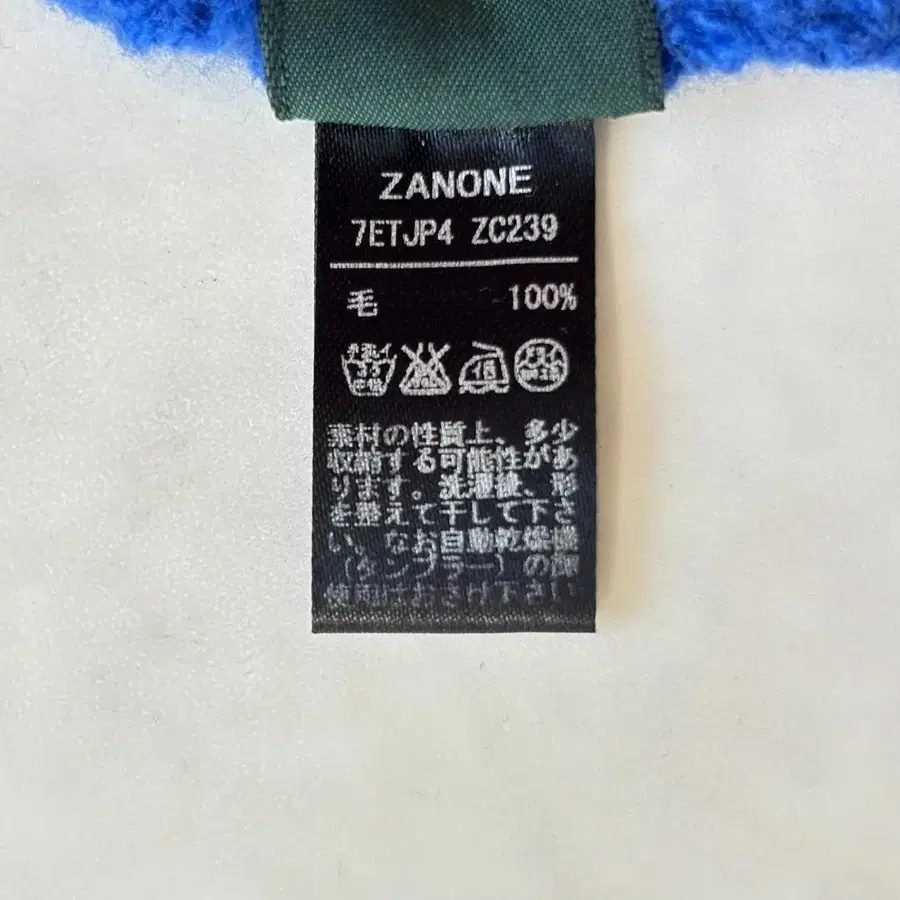 ZANONE
7ETJP4 ZC239
毛 100%
素材の性質上、多少
収縮する可能性があ
ります。洗濯後、形
を整えて干して下さ
い。なお自動乾燥機
(タンブラー)の御
使用はおさけ下さい